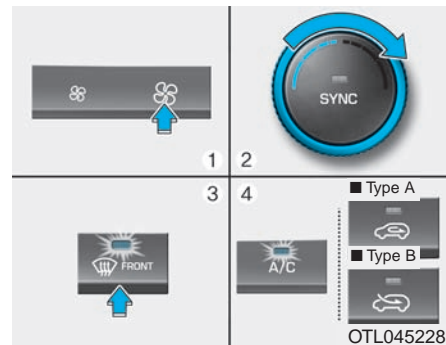 1
2
SYNC
3
FRONT
4
A/C
■ Type A
■ Type B
OTL045228